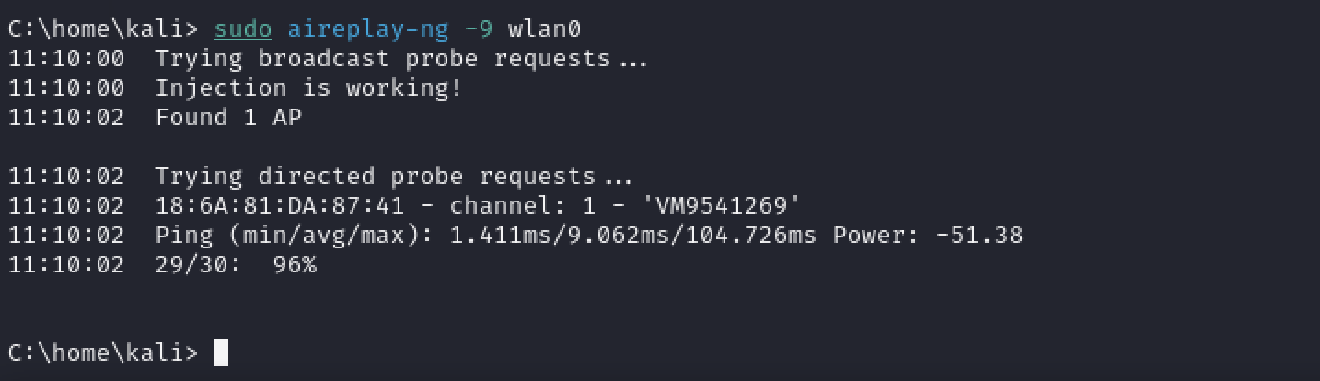 C:\home\kali> sudo aireplay-ng -9 wlan0
11:10:00  Trying broadcast probe requests...
11:10:00  Injection is working!
11:10:02  Found 1 AP
11:10:02  Trying directed probe requests...
11:10:02  18:6A:81:DA:87:41 - channel: 1 - 'VM9541269'
11:10:02  Ping (min/avg/max): 1.411ms/9.062ms/104.726ms Power: -51.38
11:10:02  29/30:  96%
C:\home\kali>